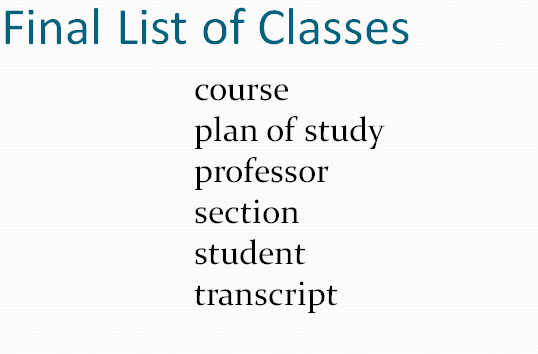 Final List of Classes
course
plan of study
professor
section
student
transcript